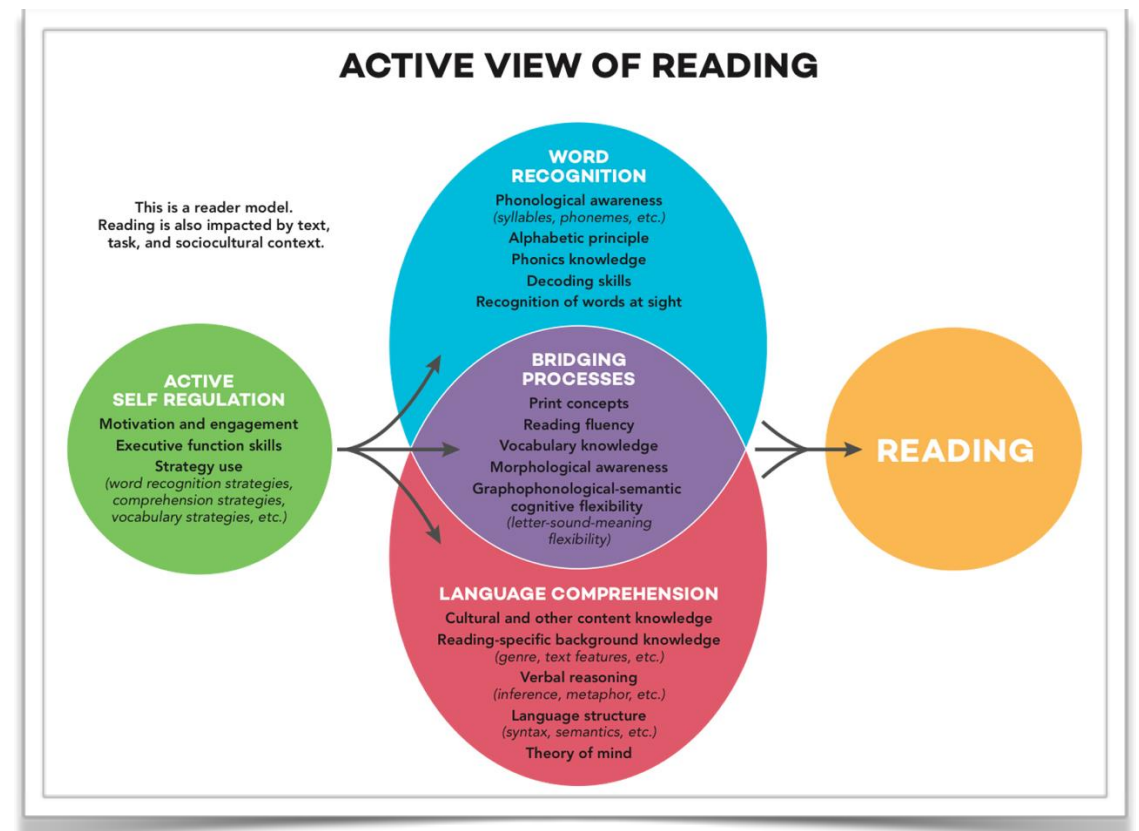 ACTIVE VIEW OF READING
This is a reader model.
Reading is also impacted by text,
task, and sociocultural context.
WORD
RECOGNITION
Phonological awareness
(syllables, phonemes, etc.)
Alphabetic principle
Phonics knowledge
Decoding skills
Recognition of words at sight
ACTIVE
SELF REGULATION
Motivation and engagement
Executive function skills
Strategy use
(word recognition strategies,
comprehension strategies,
vocabulary strategies, etc.)
BRIDGING
PROCESSES
Print concepts
Reading fluency
Vocabulary knowledge
Morphological awareness
Graphophonological-semantic
cognitive flexibility
(letter-sound-meaning
flexibility)
LANGUAGE COMPREHENSION
Cultural and other content knowledge
Reading-specific background knowledge
(genre, text features, etc.)
Verbal reasoning
(inference, metaphor, etc.)
Language structure
(syntax, semantics, etc.)
Theory of mind
READING